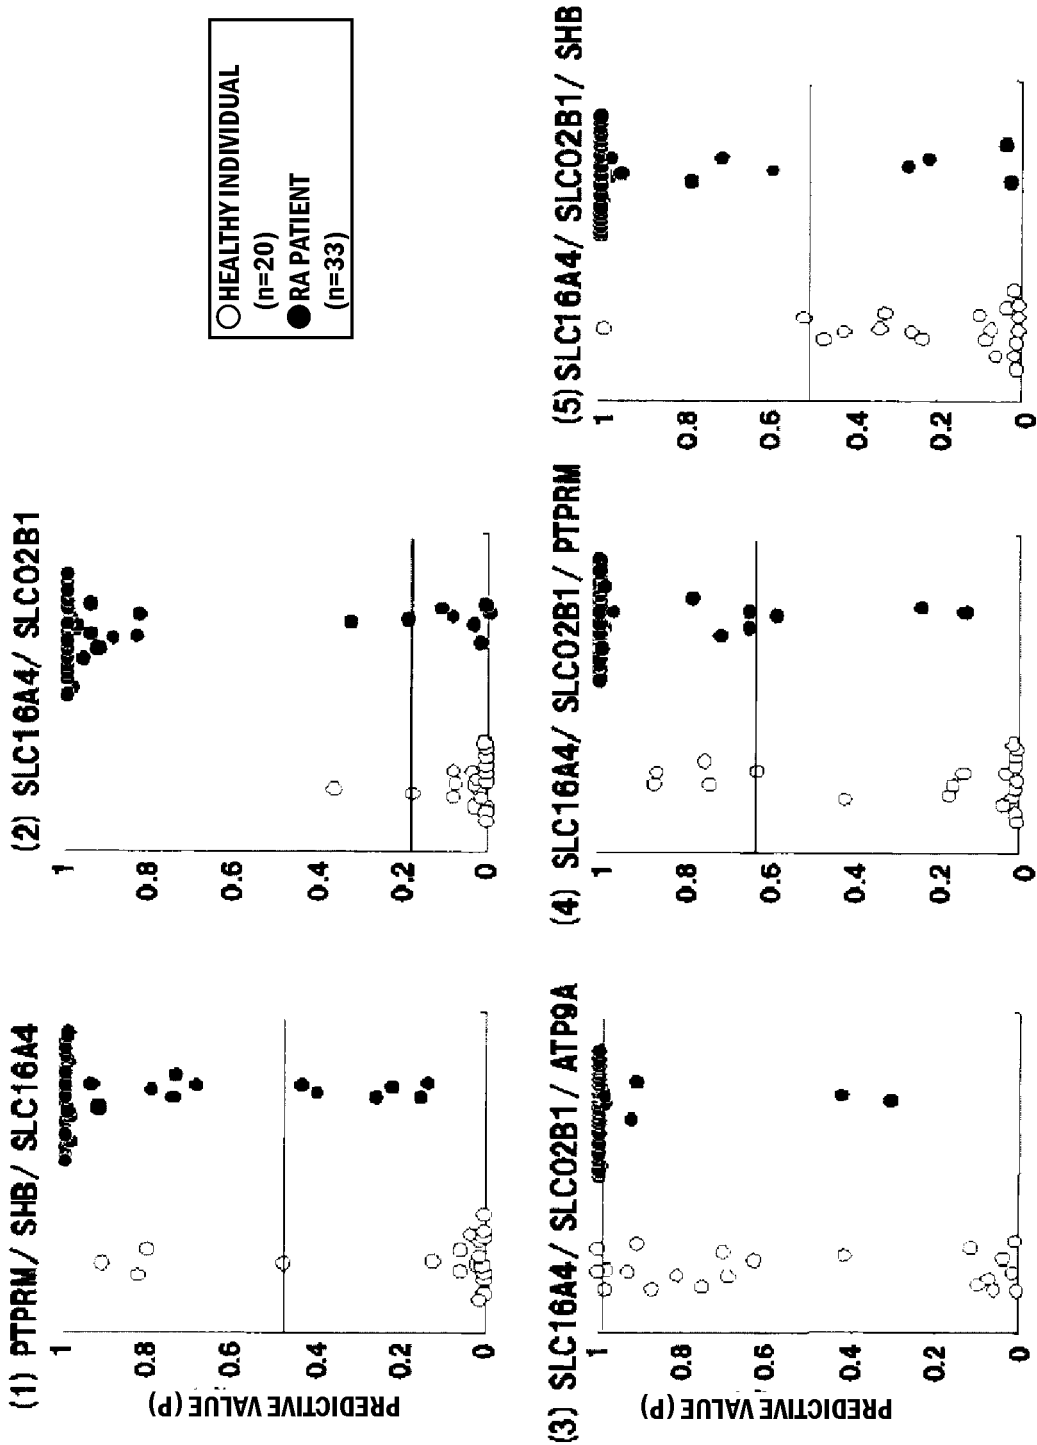 (1) PTPRM/ SHB/ SLC16A4
PREDICTIVE VALUE (P)
1
0.8
0.6
0.4
0.2
0
(2) SLC16A4/ SLCO2B1
1
0.8
0.6
0.4
0.2
0
HEALTHY INDIVIDUAL
(n=20)
RA PATIENT
(n=33)
(3) SLC16A4/ SLCO2B1/ ATP9A
PREDICTIVE VALUE (P)
1
0.8
0.6
0.4
0.2
0
(4) SLC16A4/ SLCO2B1/ PTPRM
1
0.8
0.6
0.4
0.2
0
(5) SLC16A4/ SLCO2B1/ SHB
1
0.8
0.6
0.4
0.2
0